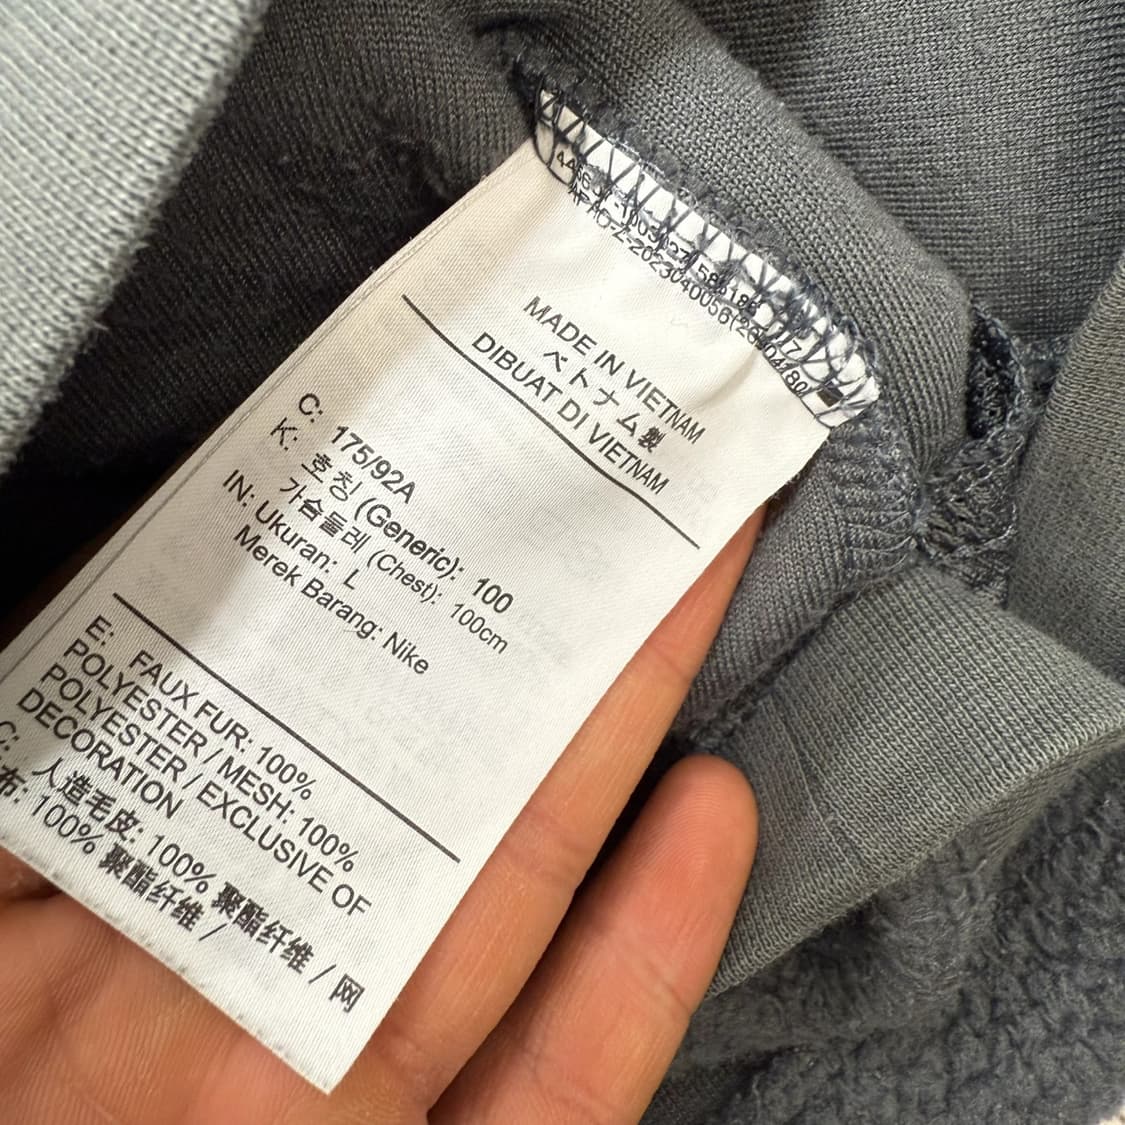 MADE IN VIETNAM
ベトナム製
DIBUAT DI VIETNAM
C: 175/92A
K: 호칭 (Generic): 100
가슴둘레 (Chest): 100cm
IN: Ukuran: L
Merek Barang: Nike
E: FAUX FUR: 100%
POLYESTER / MESH: 100%
POLYESTER / EXCLUSIVE OF
DECORATION
C: 人造毛皮: 100% 聚酯纤维 / 网
布: 100% 聚酯纤维 /